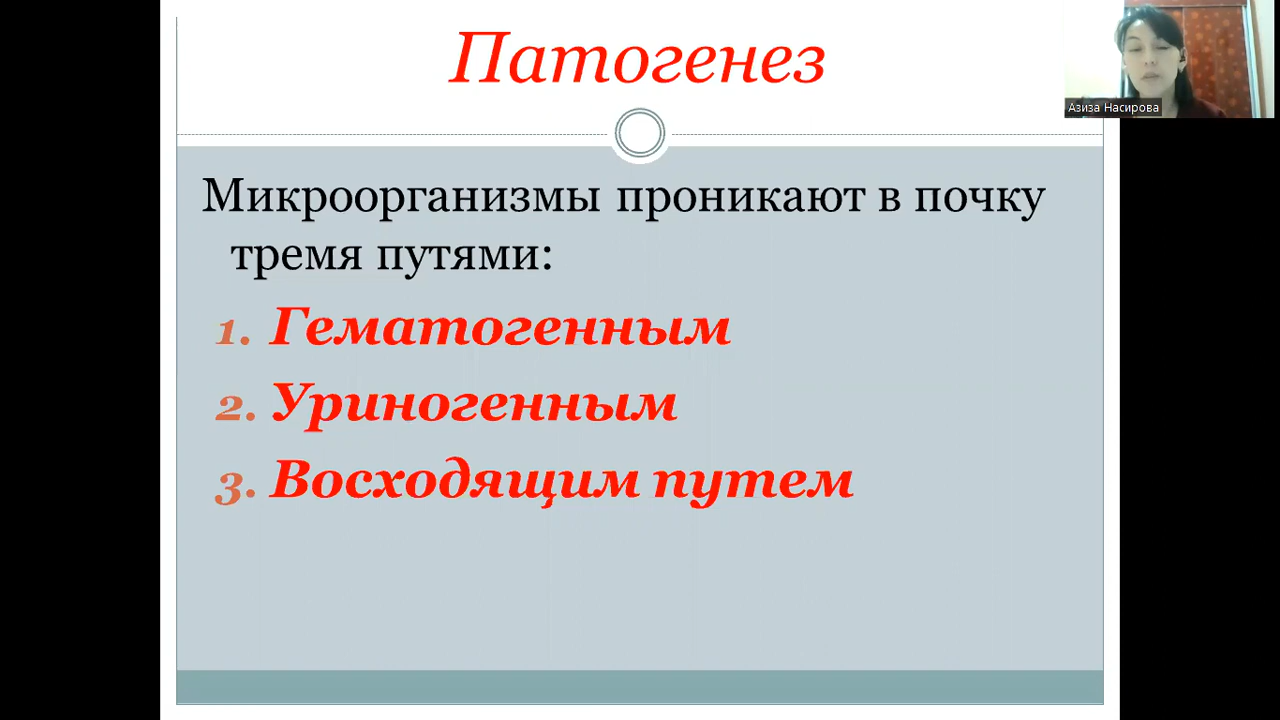 Патогенез
Азиза Насирова
Микроорганизмы проникают в почку
тремя путями:
1. Гематогенным
2. Уриногенным
3. Восходящим путем